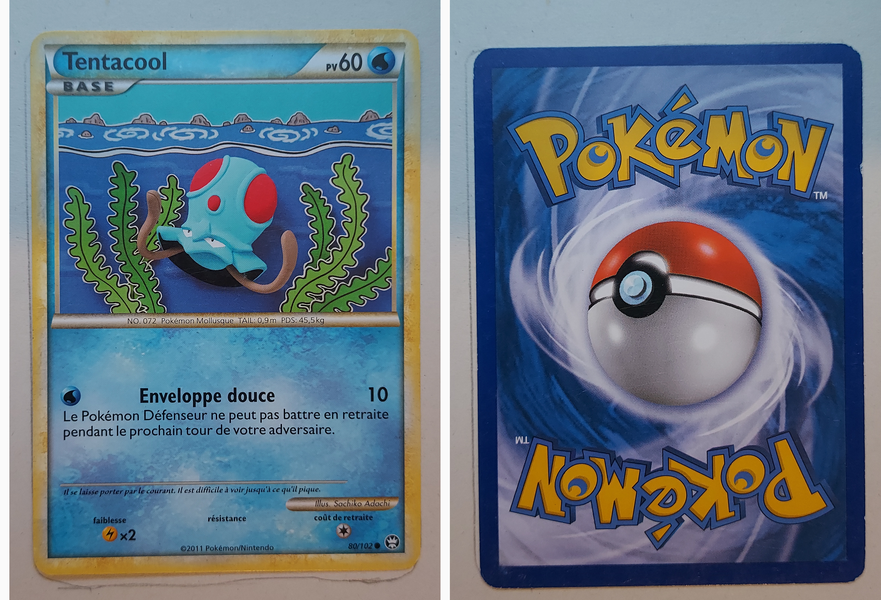 Tentacool
PV 60
BASE
NO. 072 Pokémon Mollusque TAIL: 0,9m PDS: 45,5kg
Enveloppe douce 10
Le Pokémon Défenseur ne peut pas battre en retraite
pendant le prochain tour de votre adversaire.
Il se laisse porter par le courant. Il est difficile à voir jusqu'à ce qu'il pique.
Illus. Sachiko Adachi
faiblesse résistance coût de retraite
x2
©2011 Pokémon/Nintendo 80/102
POKéMON
TM
TM
POKéMON